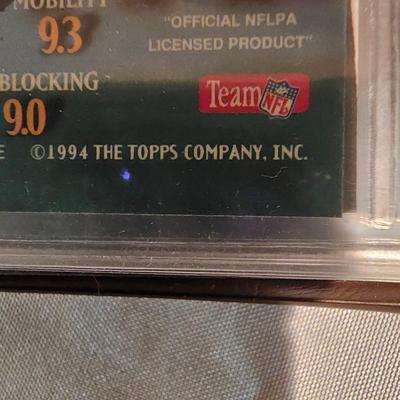 MOBILITY
9.3
"OFFICIAL NFLPA
LICENSED PRODUCT"
BLOCKING
9.0
Team NFL
E ©1994 THE TOPPS COMPANY, INC.